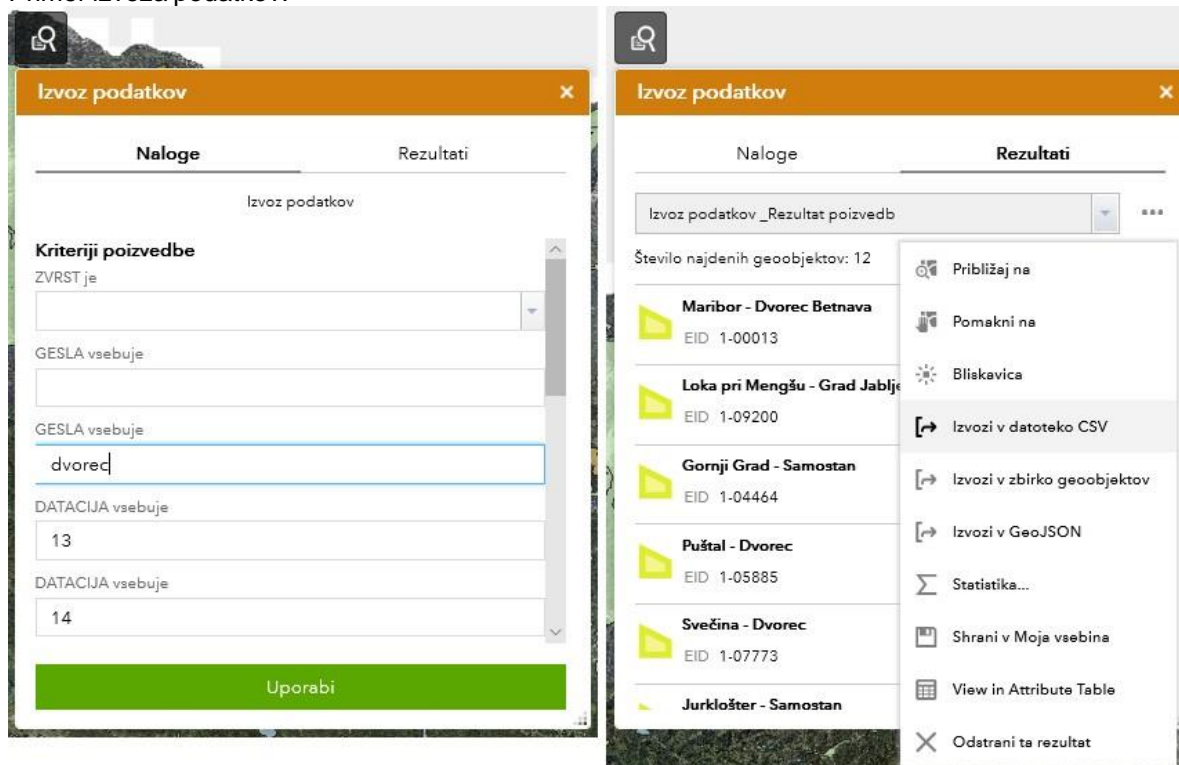 Primer izvoza podatkov:
Izvoz podatkov ×
Naloge Rezultati
Izvoz podatkov
Kriteriji poizvedbe
ZVRST je
GESLA vsebuje
GESLA vsebuje
dvorec
DATACIJA vsebuje
13
DATACIJA vsebuje
14
Uporabi
Izvoz podatkov ×
Naloge Rezultati
Izvoz podatkov _Rezultat poizvedb
Število najdenih geoobjektov: 12
Maribor - Dvorec Betnava
EID 1-00013
Loka pri Mengšu - Grad Jablje
EID 1-09200
Gornji Grad - Samostan
EID 1-04464
Puštal - Dvorec
EID 1-05885
Svečina - Dvorec
EID 1-07773
Jurklošter - Samostan
Približaj na
Pomakni na
Bliskavica
Izvozi v datoteko CSV
Izvozi v zbirko geoobjektov
Izvozi v GeoJSON
Statistika...
Shrani v Moja vsebina
View in Attribute Table
Odstrani ta rezultat